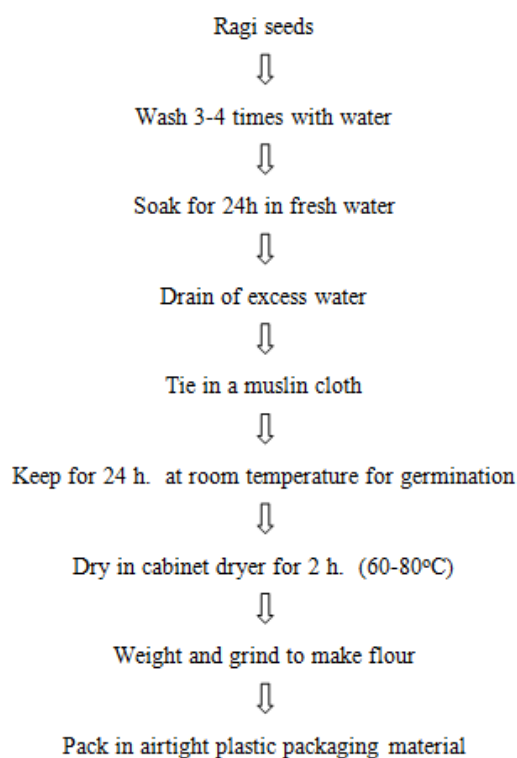 Ragi seeds
Wash 3-4 times with water
Soak for 24h in fresh water
Drain of excess water
Tie in a muslin cloth
Keep for 24 h.  at room temperature for germination
Dry in cabinet dryer for 2 h.  (60-80ᵒC)
Weight and grind to make flour
Pack in airtight plastic packaging material